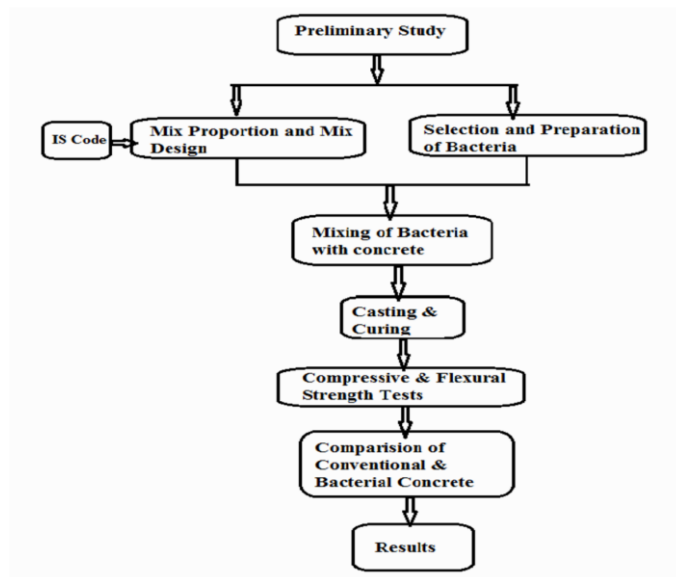 Preliminary Study
IS Code
Mix Proportion and Mix
Design
Selection and Preparation
of Bacteria
Mixing of Bacteria
with concrete
Casting &
Curing
Compressive & Flexural
Strength Tests
Comparision of
Conventional &
Bacterial Concrete
Results